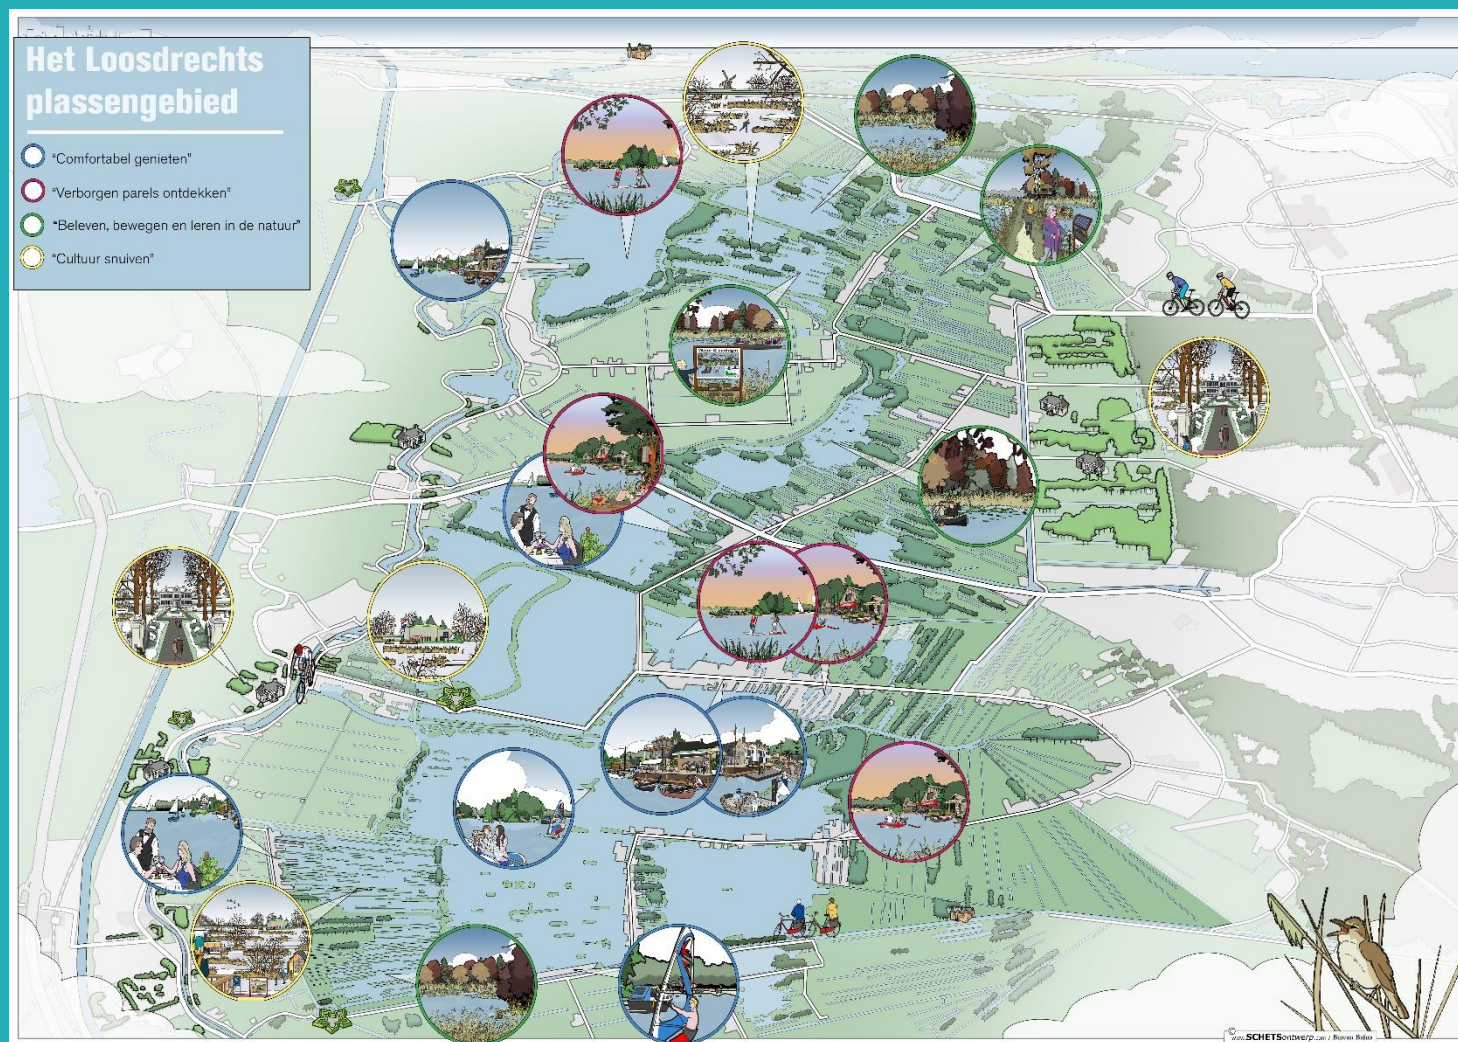 Het Loosdrechts
plassengebied
"Comfortabel genieten"
"Verborgen parels ontdekken"
"Beleven, bewegen en leren in de natuur"
"Cultuur snuiven"
© www.SCHETSontwerp.com /